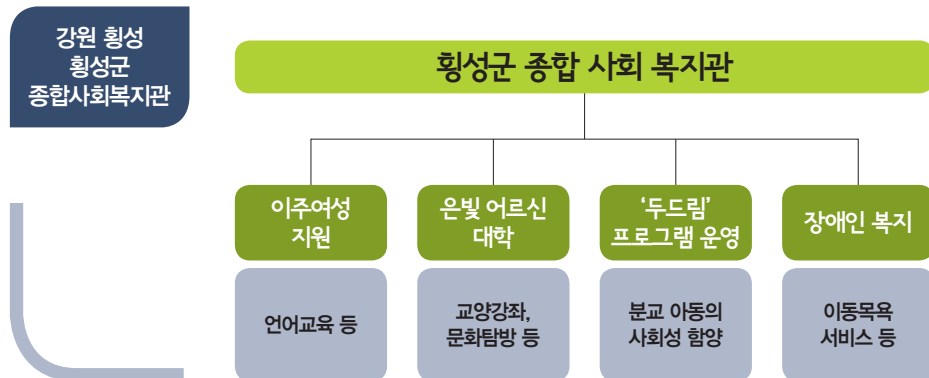 강원 횡성
횡성군
종합사회복지관
횡성군 종합 사회 복지관
이주여성
지원
은빛 어르신
대학
‘두드림’
프로그램 운영
장애인 복지
언어교육 등
교양강좌,
문화탐방 등
분교 아동의
사회성 함양
이동목욕
서비스 등